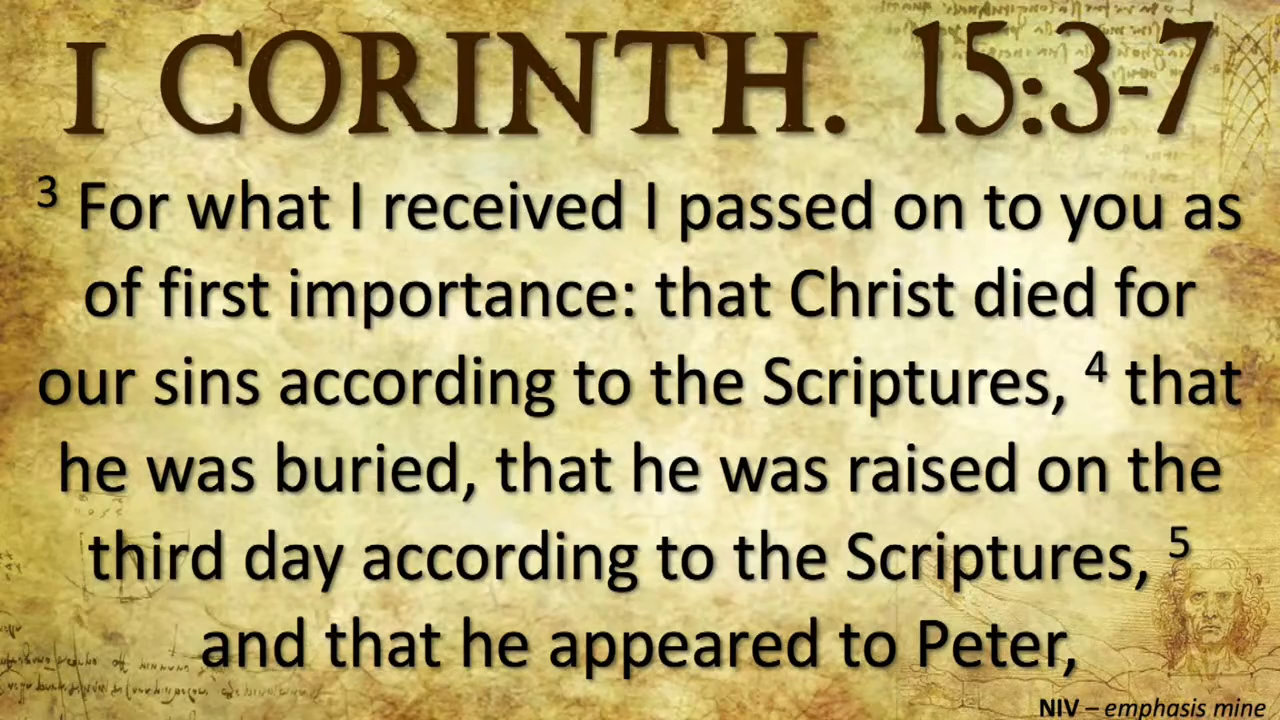 I CORINTH. 15:3-7
3 For what I received I passed on to you as
of first importance: that Christ died for
our sins according to the Scriptures, 4 that
he was buried, that he was raised on the
third day according to the Scriptures, 5
and that he appeared to Peter,
NIV – emphasis mine